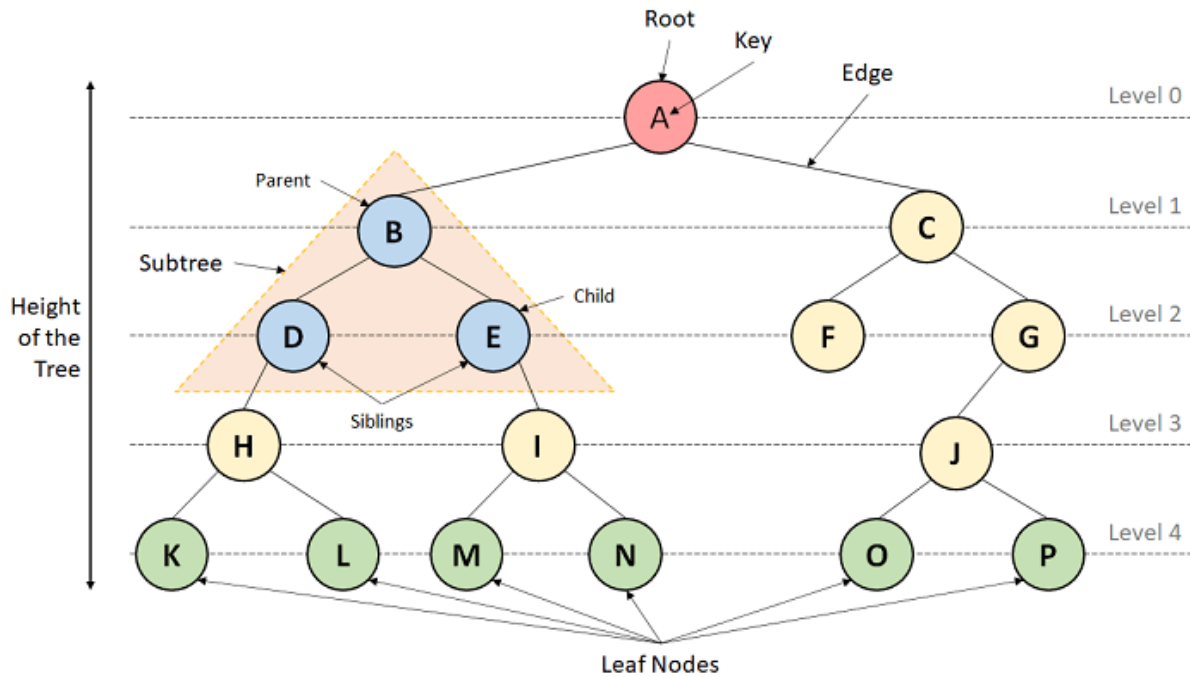 Root
Key
Edge
Level 0
A
Parent
Level 1
B
C
Subtree
Child
Height
of the
Tree
Level 2
D
E
F
G
Siblings
Level 3
H
I
J
Level 4
K
L
M
N
O
P
Leaf Nodes